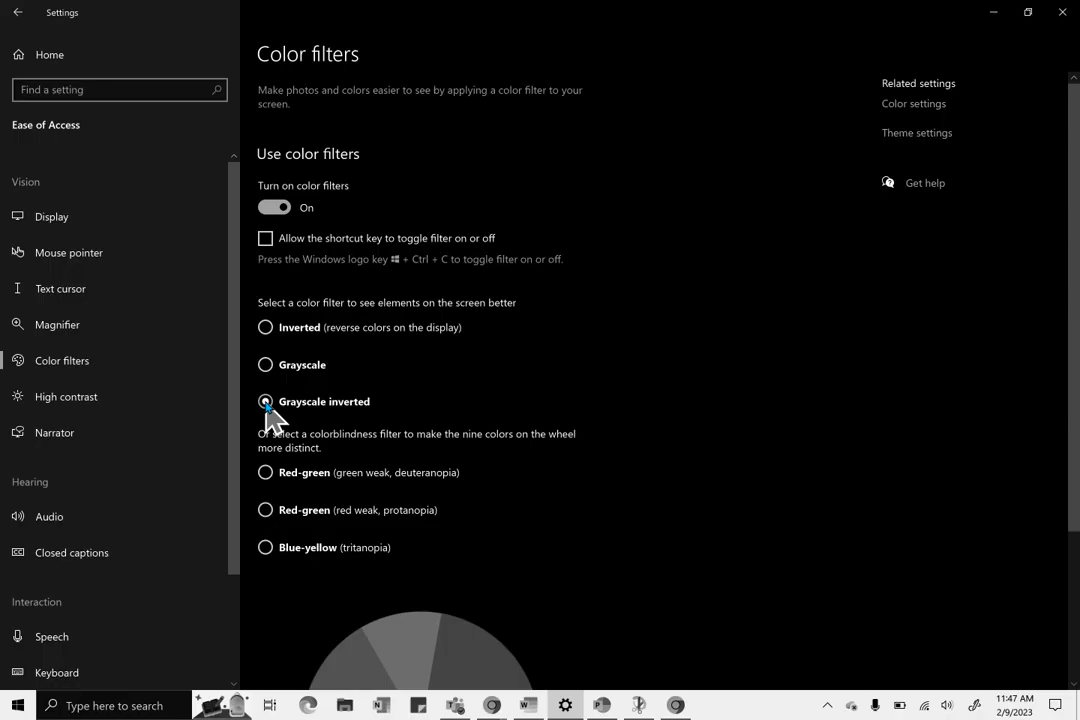 Settings
Home
Find a setting
Ease of Access
Vision
Display
Mouse pointer
Text cursor
Magnifier
Color filters
High contrast
Narrator
Hearing
Audio
Closed captions
Interaction
Speech
Keyboard
Color filters
Make photos and colors easier to see by applying a color filter to your
screen.
Use color filters
Turn on color filters
On
Allow the shortcut key to toggle filter on or off
Press the Windows logo key + Ctrl + C to toggle filter on or off.
Select a color filter to see elements on the screen better
Inverted (reverse colors on the display)
Grayscale
Grayscale inverted
Or select a colorblindness filter to make the nine colors on the wheel
more distinct.
Red-green (green weak, deuteranopia)
Red-green (red weak, protanopia)
Blue-yellow (tritanopia)
Related settings
Color settings
Theme settings
Get help
Type here to search
11:47 AM
2/9/2023